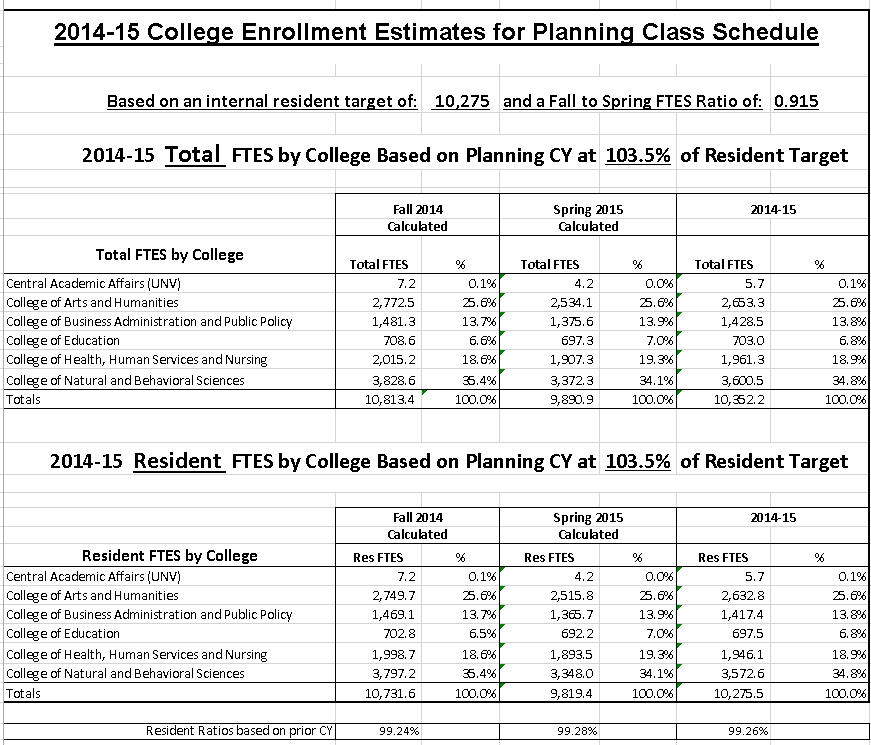 2014-15 College Enrollment Estimates for Planning Class Schedule
Based on an internal resident target of: 10,275 and a Fall to Spring FTES Ratio of: 0.915
2014-15 Total FTES by College Based on Planning CY at 103.5% of Resident Target
Fall 2014 Spring 2015 2014-15
Calculated Calculated
Total FTES by College
Total FTES % Total FTES % Total FTES %
Central Academic Affairs (UNV) 7.2 0.1% 4.2 0.0% 5.7 0.1%
College of Arts and Humanities 2,772.5 25.6% 2,534.1 25.6% 2,653.3 25.6%
College of Business Administration and Public Policy 1,481.3 13.7% 1,375.6 13.9% 1,428.5 13.8%
College of Education 708.6 6.6% 697.3 7.0% 703.0 6.8%
College of Health, Human Services and Nursing 2,015.2 18.6% 1,907.3 19.3% 1,961.3 18.9%
College of Natural and Behavioral Sciences 3,828.6 35.4% 3,372.3 34.1% 3,600.5 34.8%
Totals 10,813.4 100.0% 9,890.9 100.0% 10,352.2 100.0%
2014-15 Resident FTES by College Based on Planning CY at 103.5% of Resident Target
Fall 2014 Spring 2015 2014-15
Calculated Calculated
Resident FTES by College Res FTES % Res FTES % Res FTES %
Central Academic Affairs (UNV) 7.2 0.1% 4.2 0.0% 5.7 0.1%
College of Arts and Humanities 2,749.7 25.6% 2,515.8 25.6% 2,632.8 25.6%
College of Business Administration and Public Policy 1,469.1 13.7% 1,365.7 13.9% 1,417.4 13.8%
College of Education 702.8 6.5% 692.2 7.0% 697.5 6.8%
College of Health, Human Services and Nursing 1,998.7 18.6% 1,893.5 19.3% 1,946.1 18.9%
College of Natural and Behavioral Sciences 3,797.2 35.4% 3,348.0 34.1% 3,572.6 34.8%
Totals 10,731.6 100.0% 9,819.4 100.0% 10,275.5 100.0%
Resident Ratios based on prior CY 99.24% 99.28% 99.26%